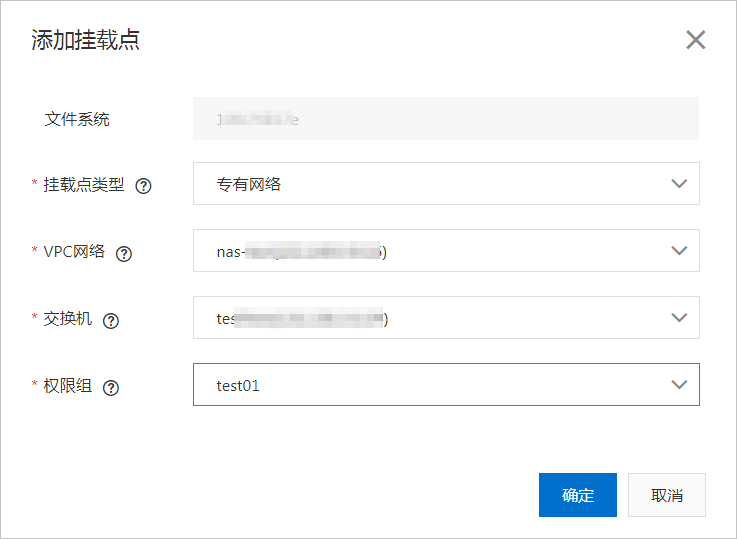 添加挂载点
文件系统
* 挂载点类型 专有网络
* VPC网络 nas-
* 交换机
* 权限组 test01
确定 取消